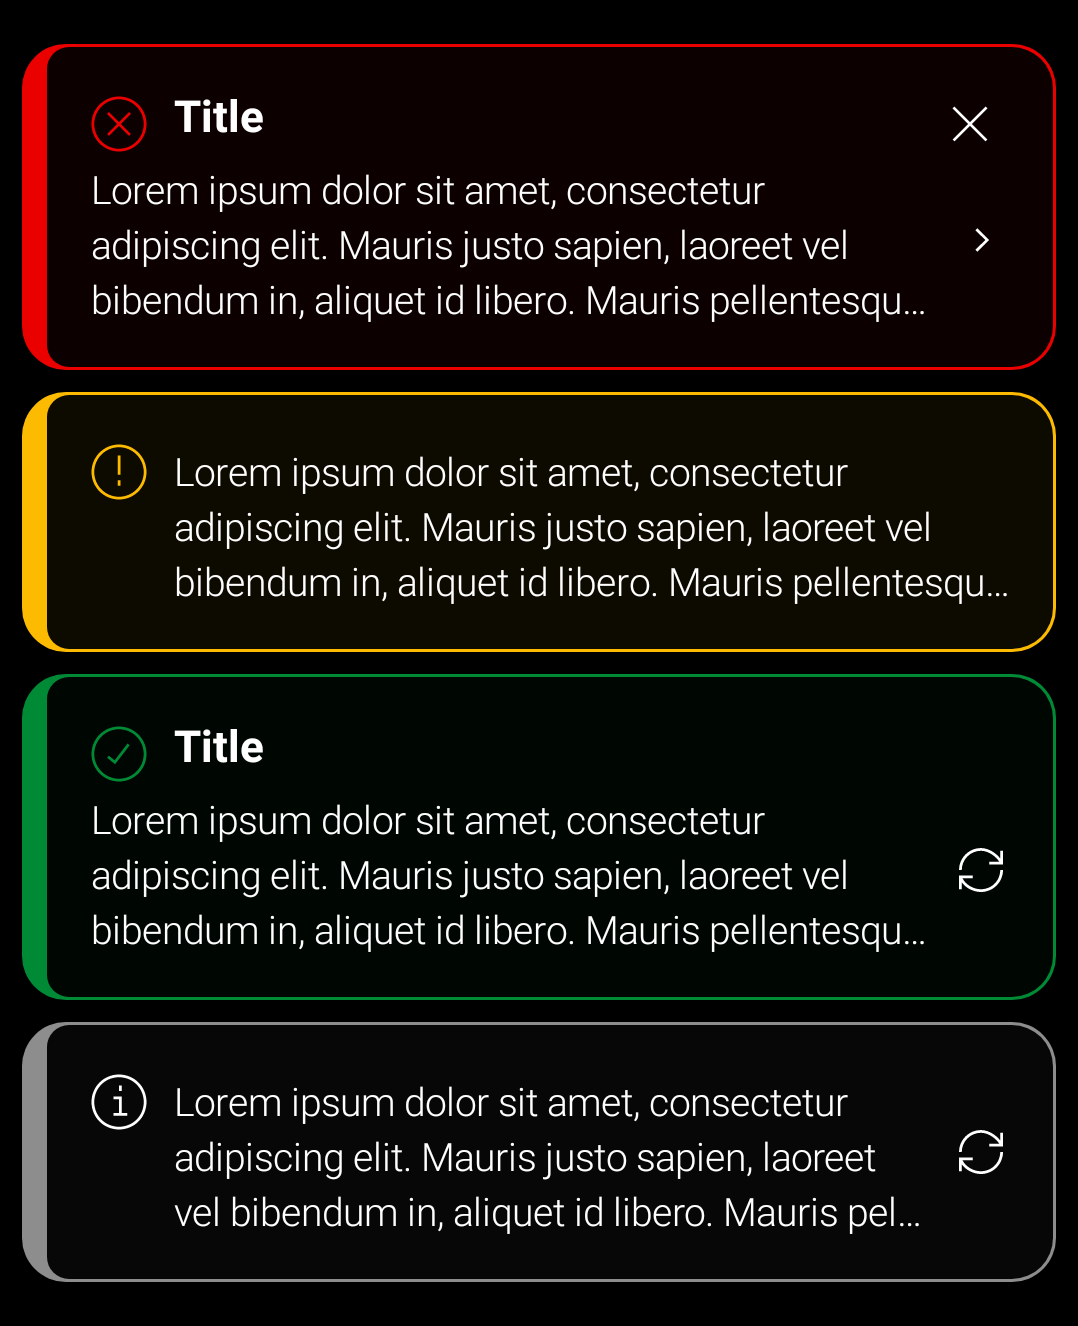 Title
Lorem ipsum dolor sit amet, consectetur
adipiscing elit. Mauris justo sapien, laoreet vel
bibendum in, aliquet id libero. Mauris pellentesqu...
Lorem ipsum dolor sit amet, consectetur
adipiscing elit. Mauris justo sapien, laoreet vel
bibendum in, aliquet id libero. Mauris pellentesqu...
Title
Lorem ipsum dolor sit amet, consectetur
adipiscing elit. Mauris justo sapien, laoreet vel
bibendum in, aliquet id libero. Mauris pellentesqu...
Lorem ipsum dolor sit amet, consectetur
adipiscing elit. Mauris justo sapien, laoreet
vel bibendum in, aliquet id libero. Mauris pel...